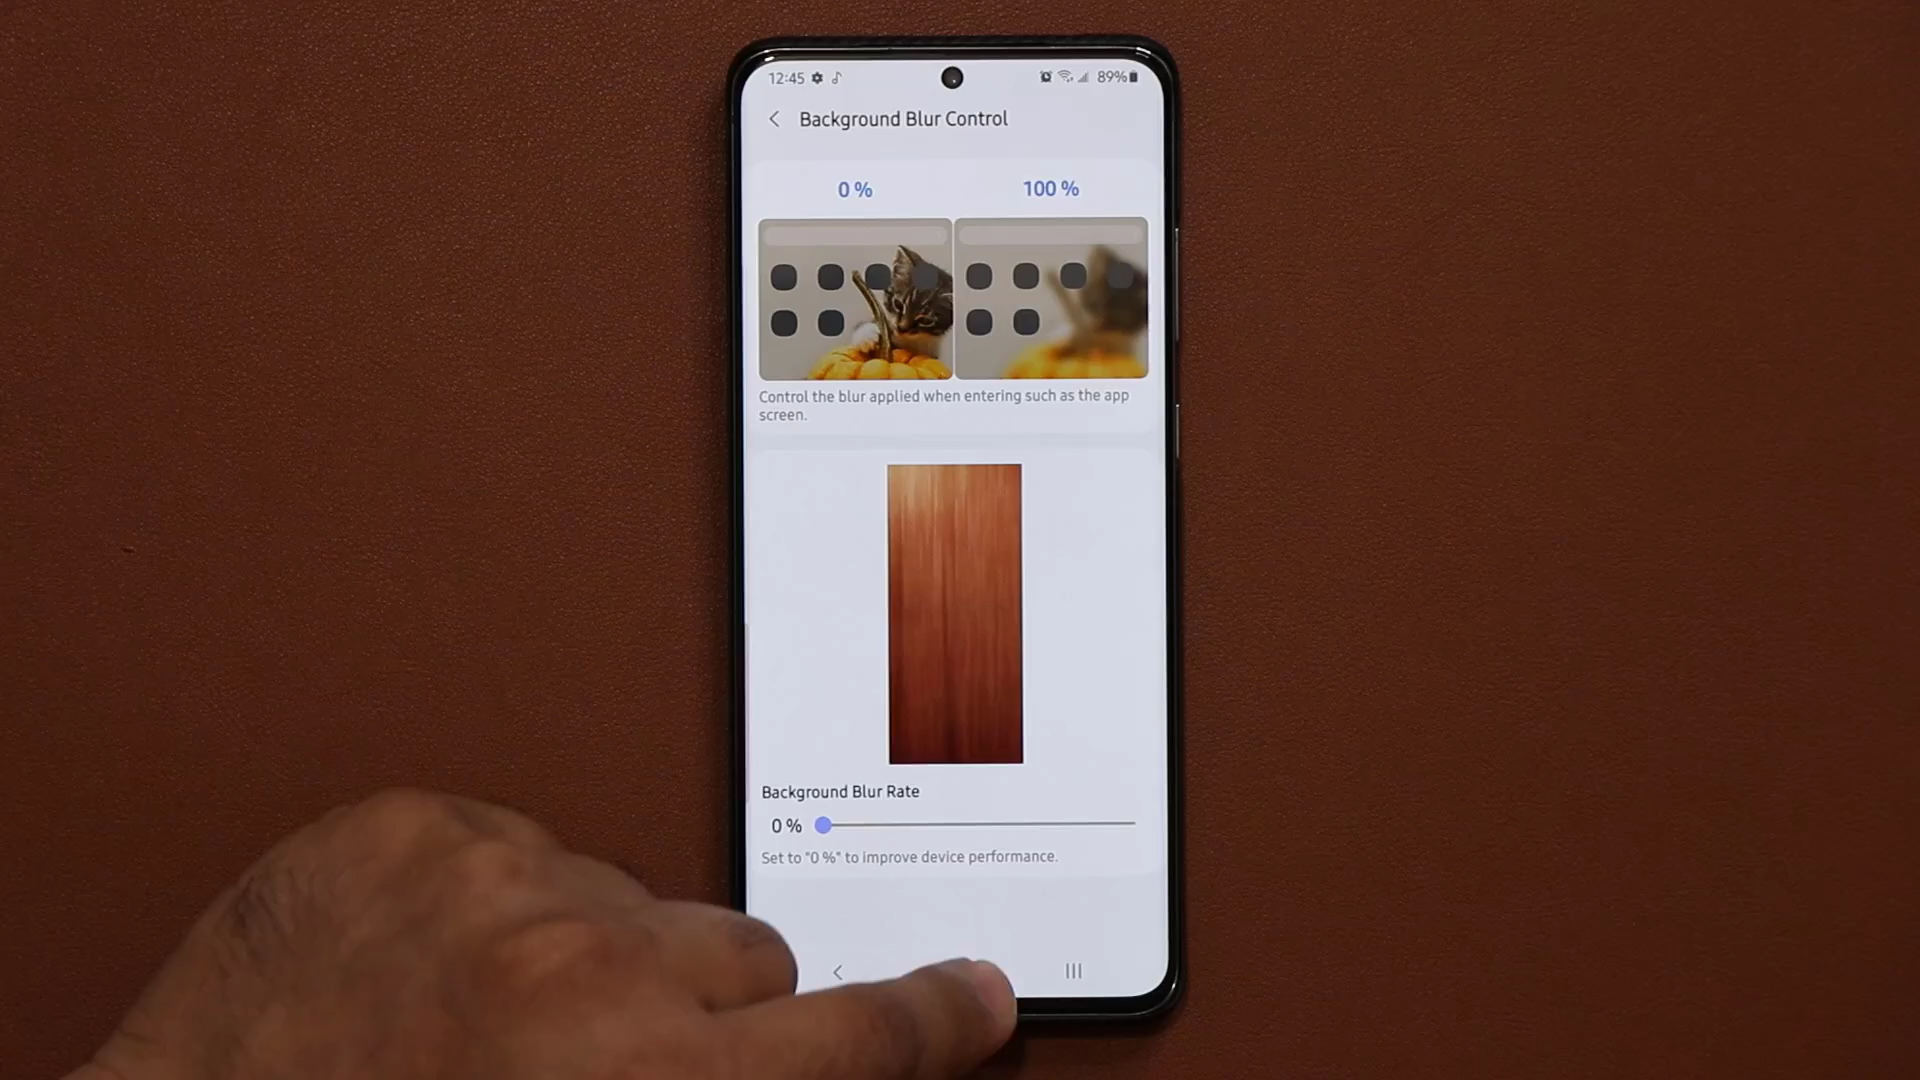 12:45
89%
Background Blur Control
0 %
100 %
Control the blur applied when entering such as the app
screen.
Background Blur Rate
0 %
Set to "0 %" to improve device performance.